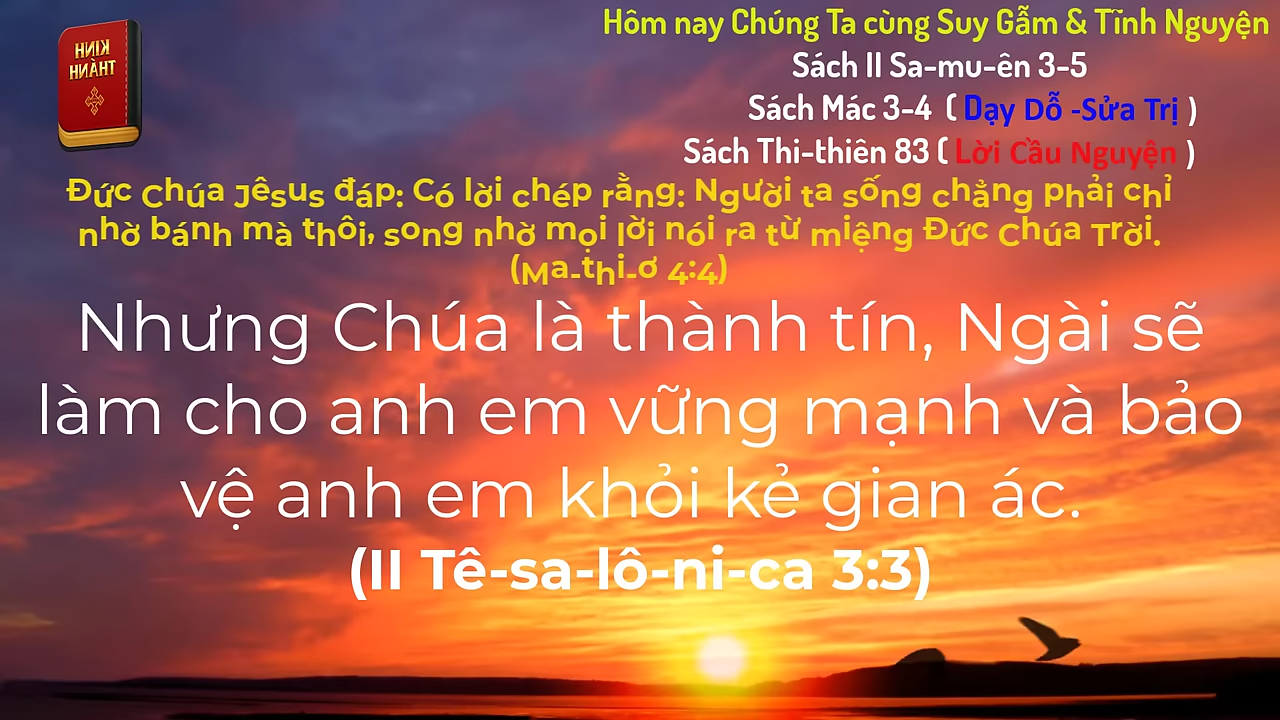 KINH
THÀNH
Hôm nay Chúng Ta cùng Suy Gẫm & Tĩnh Nguyện
Sách II Sa-mu-ên 3-5
Sách Mác 3-4 ( Dạy Dỗ -Sửa Trị )
Sách Thi-thiên 83 ( Lời Cầu Nguyện )
Đức Chúa Jêsus đáp: Có lời chép rằng: Người ta sống chẳng phải chỉ
nhờ bánh mà thôi, song nhờ mọi lời nói ra từ miệng Đức Chúa Trời.
(Ma-thi-ơ 4:4)
Nhưng Chúa là thành tín, Ngài sẽ
làm cho anh em vững mạnh và bảo
vệ anh em khỏi kẻ gian ác.
(II Tê-sa-lô-ni-ca 3:3)